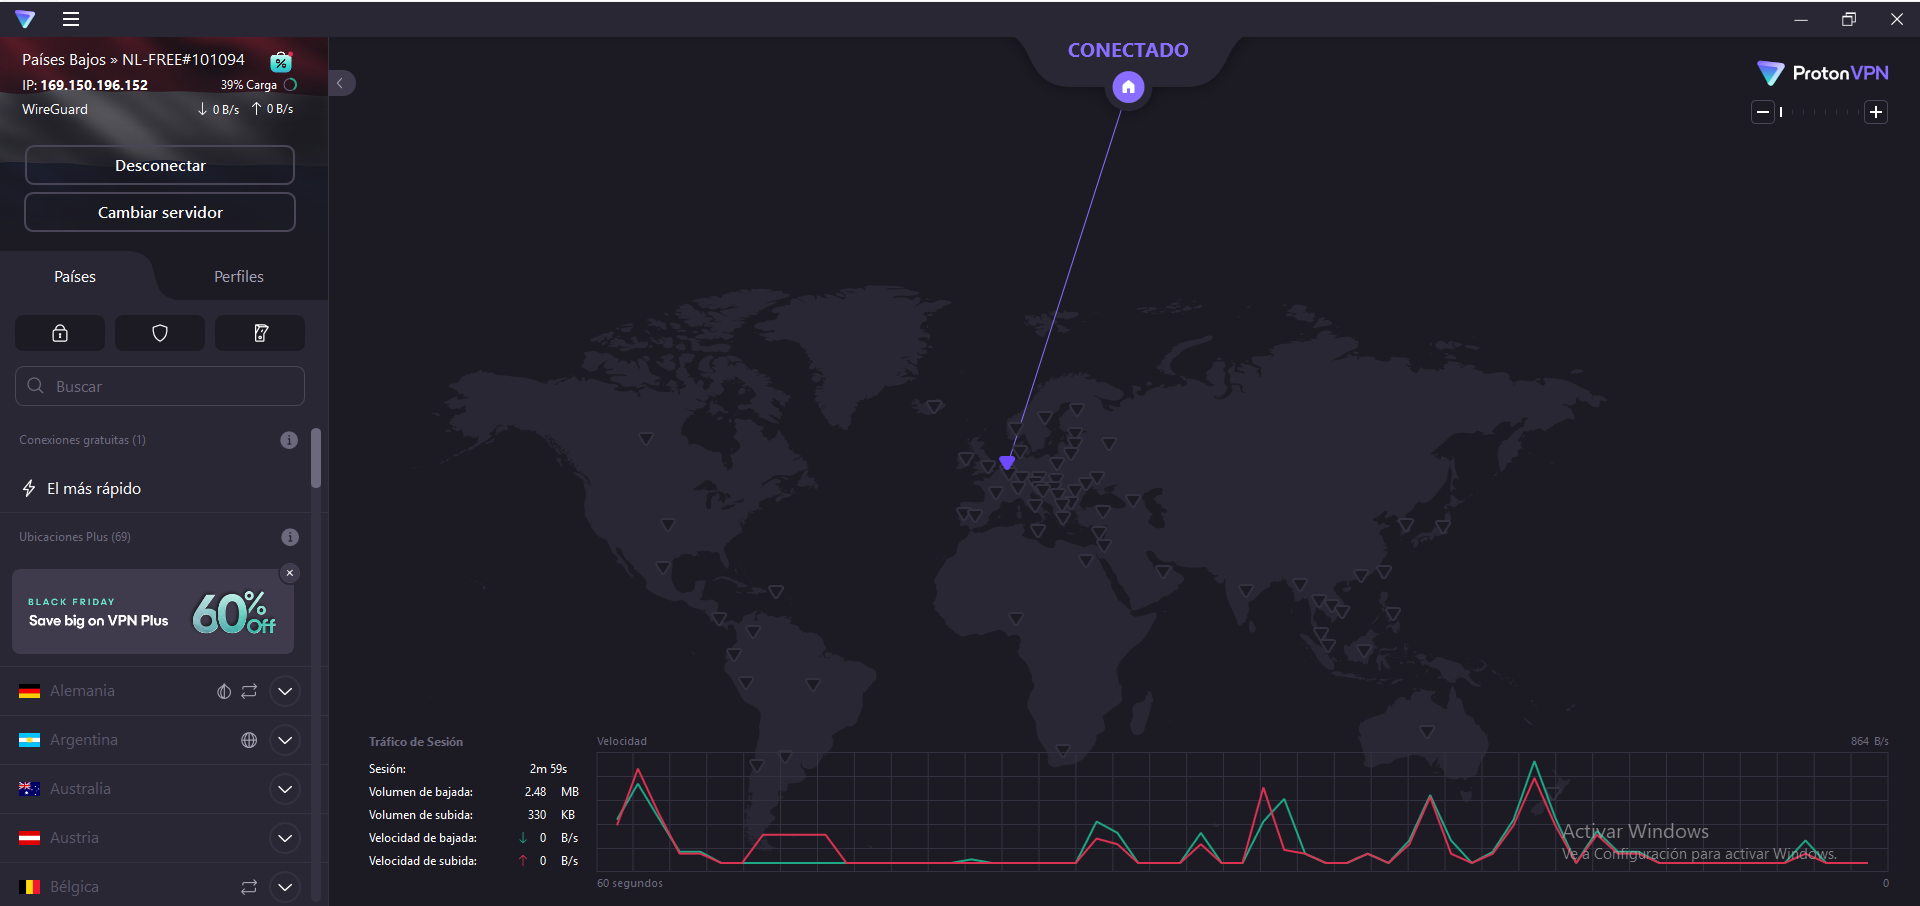 Países Bajos » NL-FREE#101094
IP: 169.150.196.152
39% Carga
WireGuard
↓ 0 B/s ↑ 0 B/s
Desconectar
Cambiar servidor
Países
Perfiles
Buscar
Conexiones gratuitas (1)
El más rápido
Ubicaciones Plus (69)
BLACK FRIDAY
Save big on VPN Plus
60% Off
Alemania
Argentina
Australia
Austria
Bélgica
CONECTADO
ProtonVPN
Tráfico de Sesión
Sesión: 2m 59s
Volumen de bajada: 2.48 MB
Volumen de subida: 330 KB
Velocidad de bajada: ↓ 0 B/s
Velocidad de subida: ↑ 0 B/s
Velocidad
864 B/s
60 segundos
0
Activar Windows
Ve a Configuración para activar Windows.